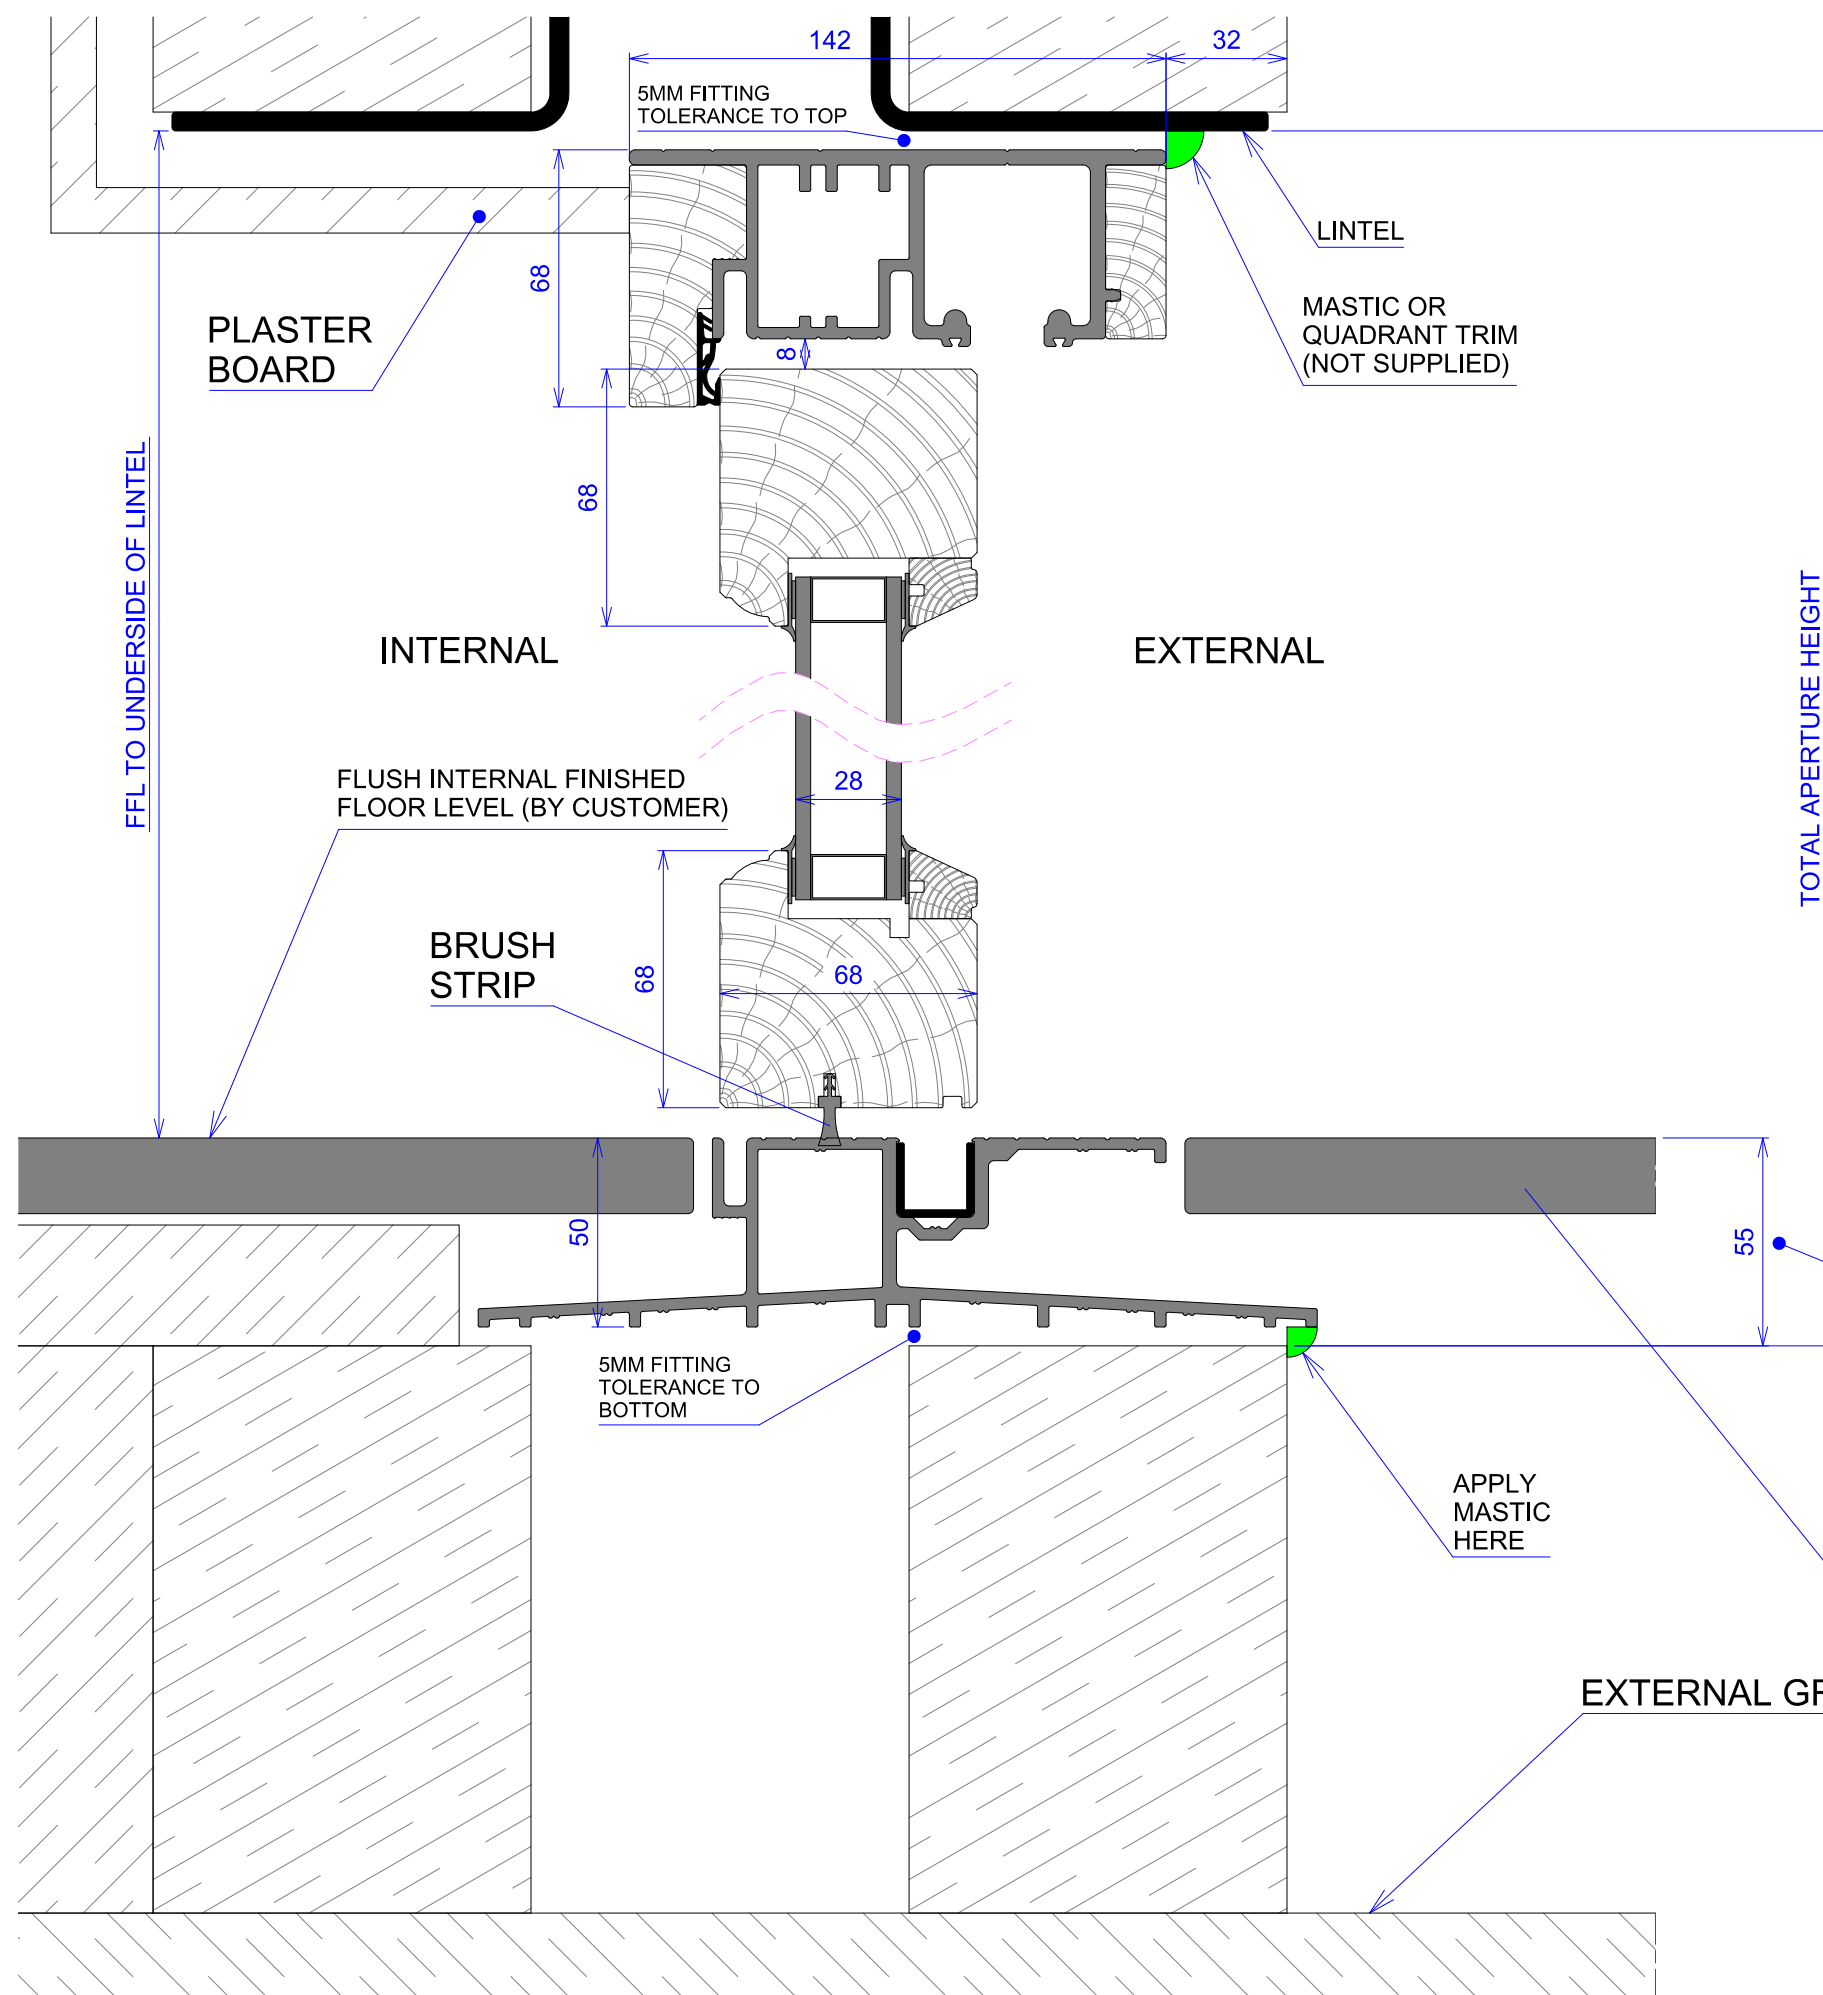 142
32
5MM FITTING
TOLERANCE TO TOP
LINTEL
68
MASTIC OR
QUADRANT TRIM
(NOT SUPPLIED)
PLASTER
BOARD
8
68
FFL TO UNDERSIDE OF LINTEL
INTERNAL
EXTERNAL
TOTAL APERTURE HEIGHT
FLUSH INTERNAL FINISHED
FLOOR LEVEL (BY CUSTOMER)
28
BRUSH
STRIP
68
68
50
55
5MM FITTING
TOLERANCE TO
BOTTOM
APPLY
MASTIC
HERE
EXTERNAL